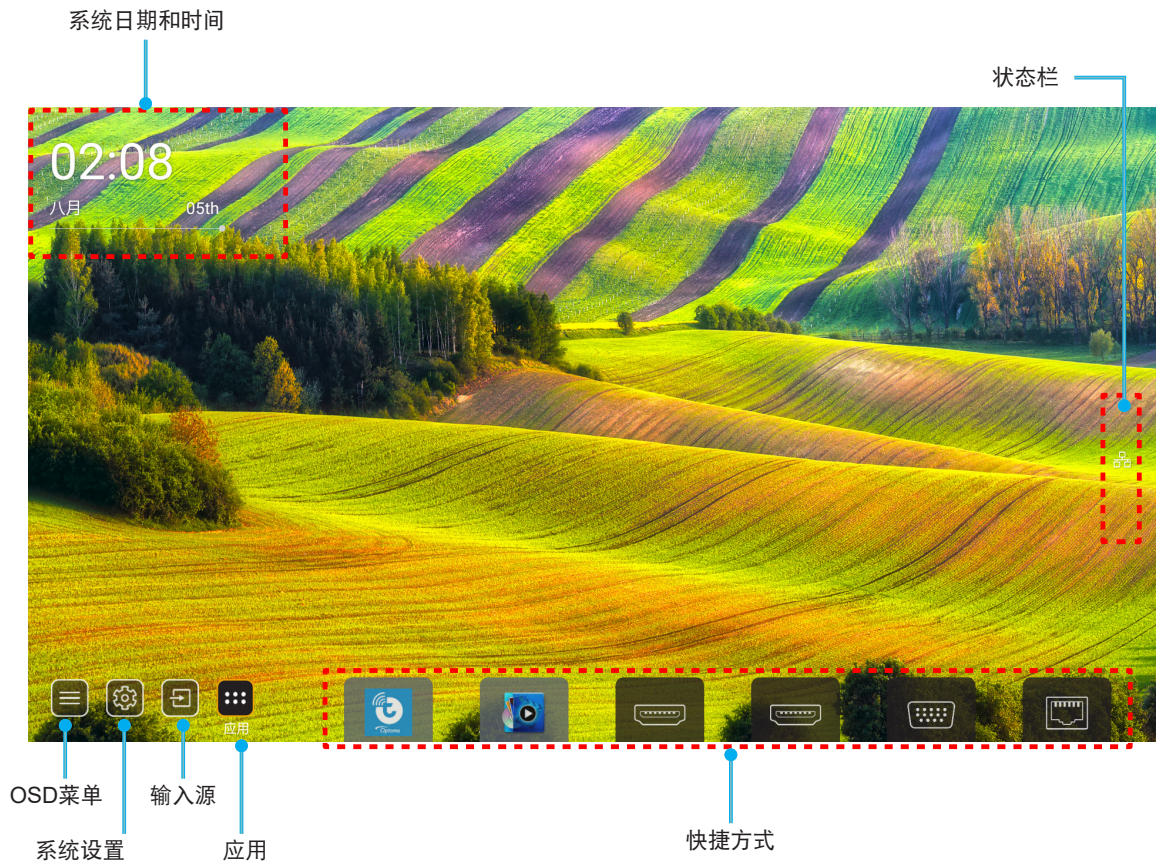 系统日期和时间
状态栏
02:08
八月 05th
应用
Optoma
OSD菜单
输入源
快捷方式
系统设置
应用